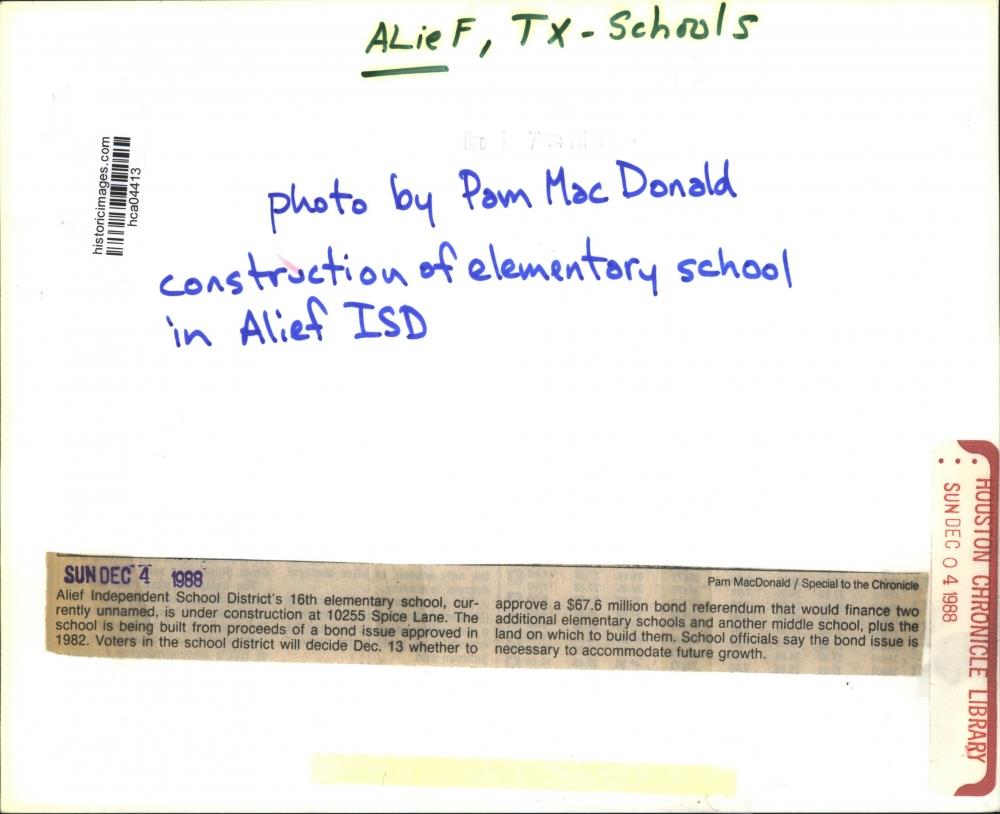 ALieF, TX - Schools
historicimages.com
hca04413
photo by Pam Mac Donald
construction of elementary school
in Alief ISD
HOUSTON CHRONICLE LIBRARY
SUN DEC 0 4 1988
SUN DEC 4 1988
Pam MacDonald / Special to the Chronicle
Alief Independent School District's 16th elementary school, cur-
rently unnamed, is under construction at 10255 Spice Lane. The
school is being built from proceeds of a bond issue approved in
1982. Voters in the school district will decide Dec. 13 whether to
approve a $67.6 million bond referendum that would finance two
additional elementary schools and another middle school, plus the
land on which to build them. School officials say the bond issue is
necessary to accommodate future growth.